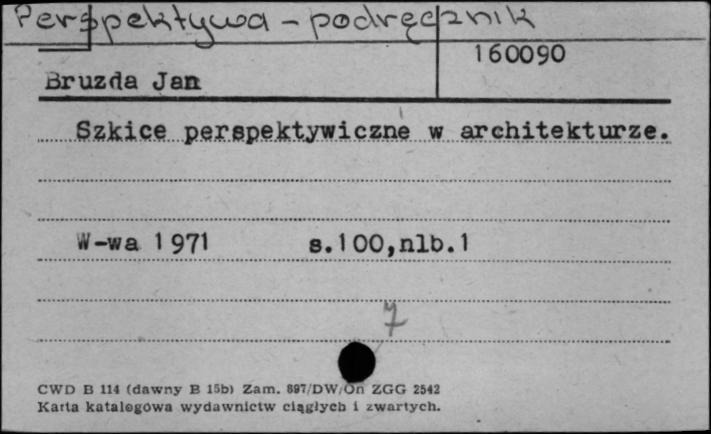 Perspektywa - podręcznik
160090
Bruzda Jan
Szkice perspektywiczne w architekturze.
W-wa 1971 s.100,nlb.1
7
CWD B 114 (dawny B 15b) Zam. 897/DW/On ZGG 2542
Karta katalogowa wydawnictw ciągłych i zwartych.